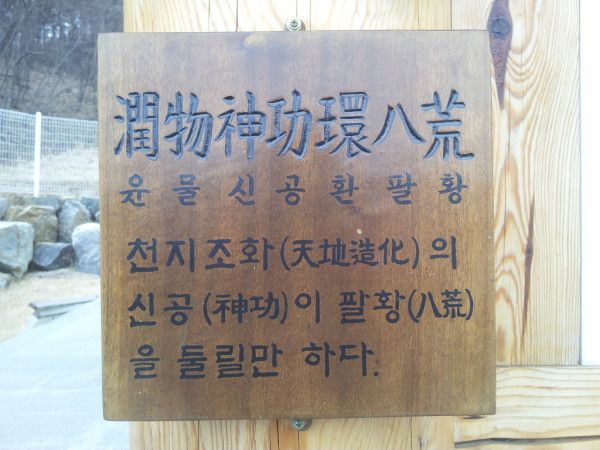 潤物神功環八荒
윤물신공환팔황
천지조화(天地造化)의
신공(神功)이 팔황(八荒)
을 둘릴만 하다.